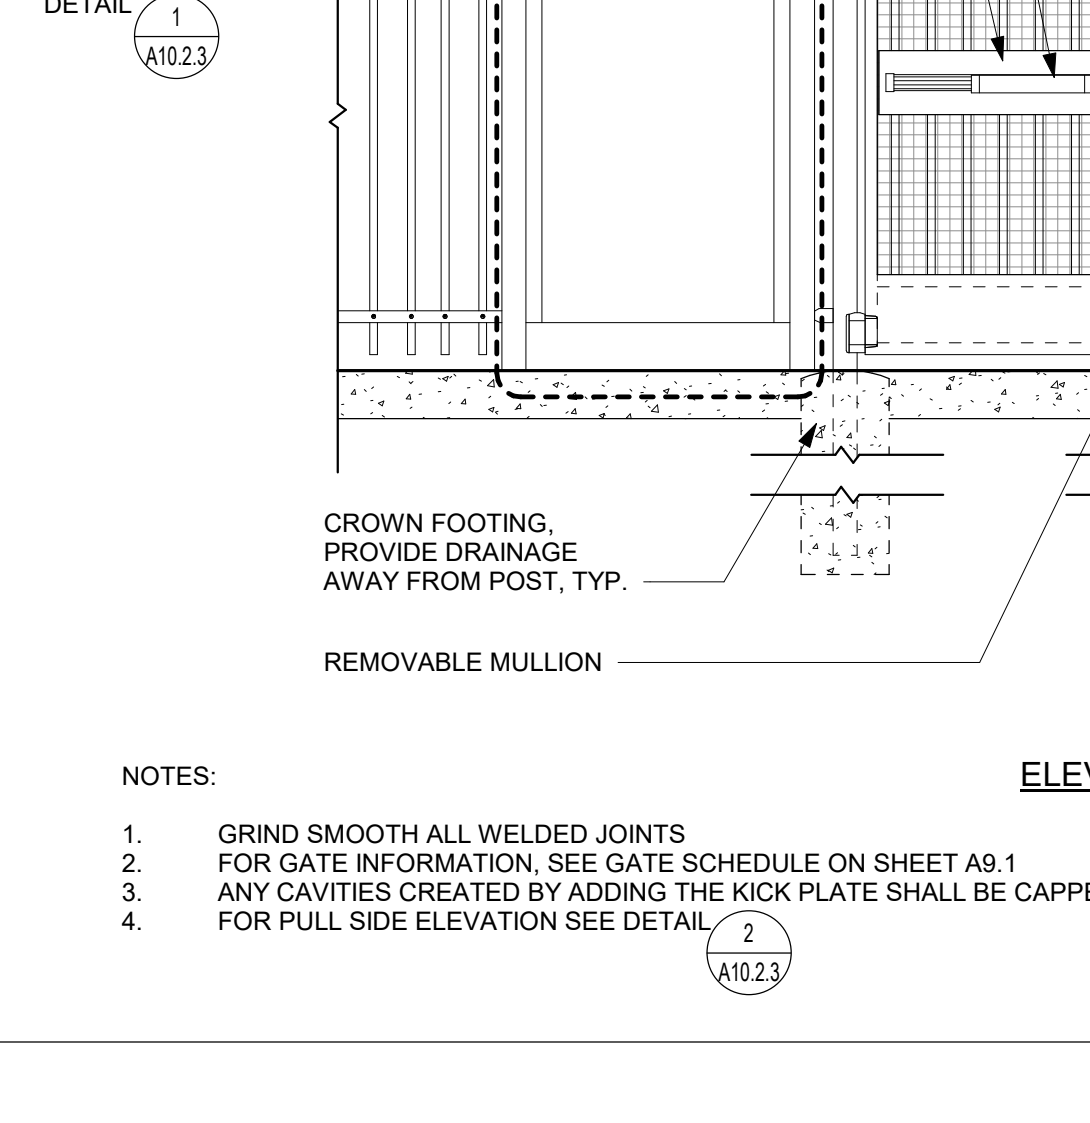 DETAIL
1
A10.2.3
CROWN FOOTING,
PROVIDE DRAINAGE
AWAY FROM POST, TYP.
REMOVABLE MULLION
NOTES:
ELEV
1. GRIND SMOOTH ALL WELDED JOINTS
2. FOR GATE INFORMATION, SEE GATE SCHEDULE ON SHEET A9.1
3. ANY CAVITIES CREATED BY ADDING THE KICK PLATE SHALL BE CAPPE
4. FOR PULL SIDE ELEVATION SEE DETAIL
2
A10.2.3